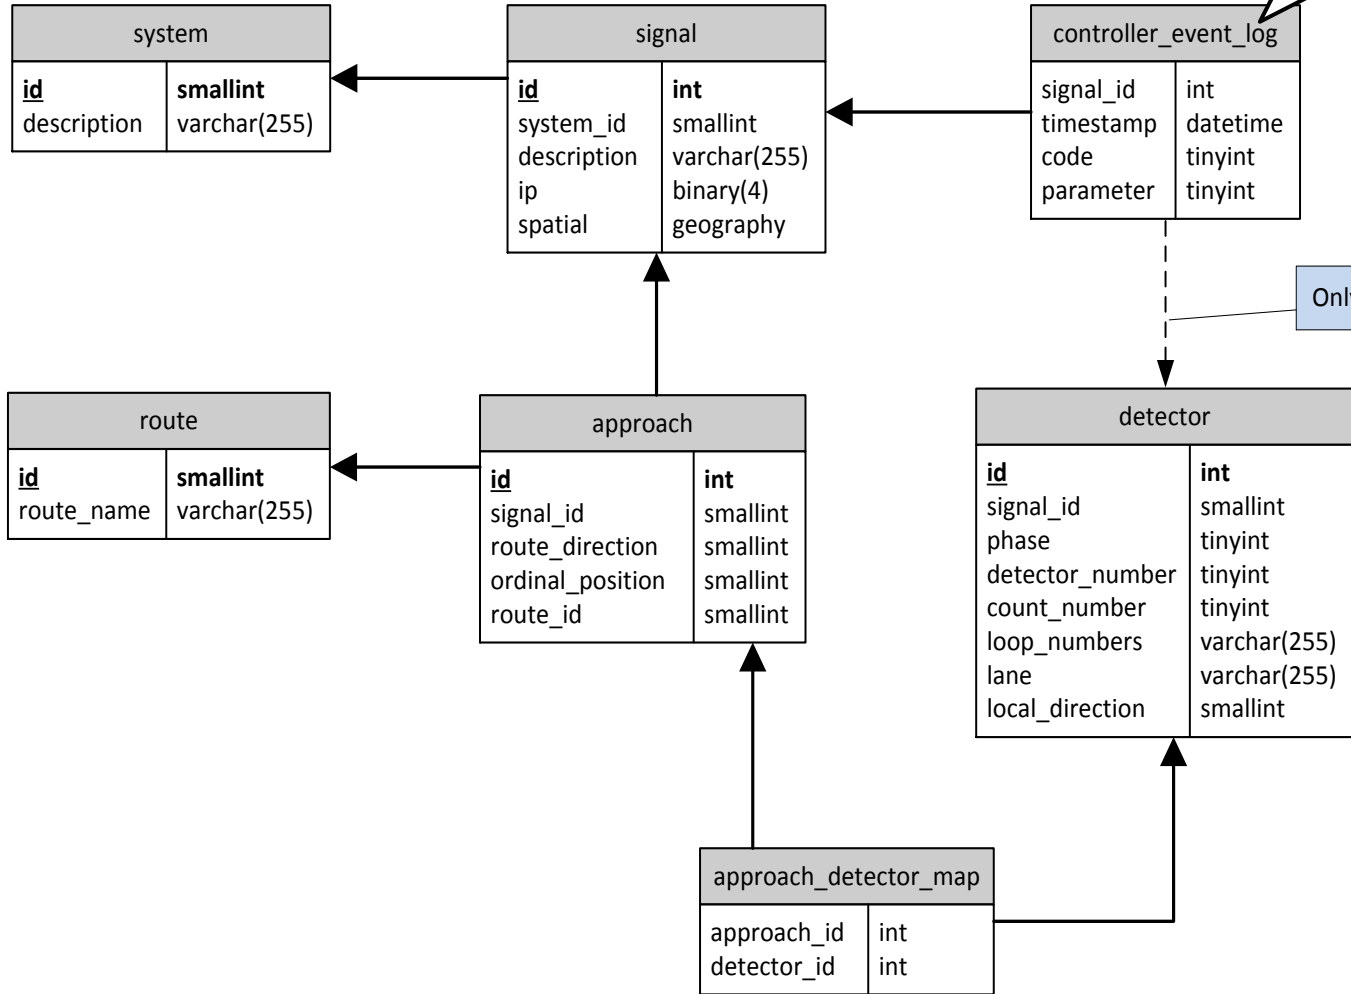 system
id smallint
description varchar(255)
signal
id int
system_id smallint
description varchar(255)
ip binary(4)
spatial geography
controller_event_log
signal_id int
timestamp datetime
code tinyint
parameter tinyint
Only
route
id smallint
route_name varchar(255)
approach
id int
signal_id smallint
route_direction smallint
ordinal_position smallint
route_id smallint
detector
id int
signal_id smallint
phase tinyint
detector_number tinyint
count_number tinyint
loop_numbers varchar(255)
lane varchar(255)
local_direction smallint
approach_detector_map
approach_id int
detector_id int